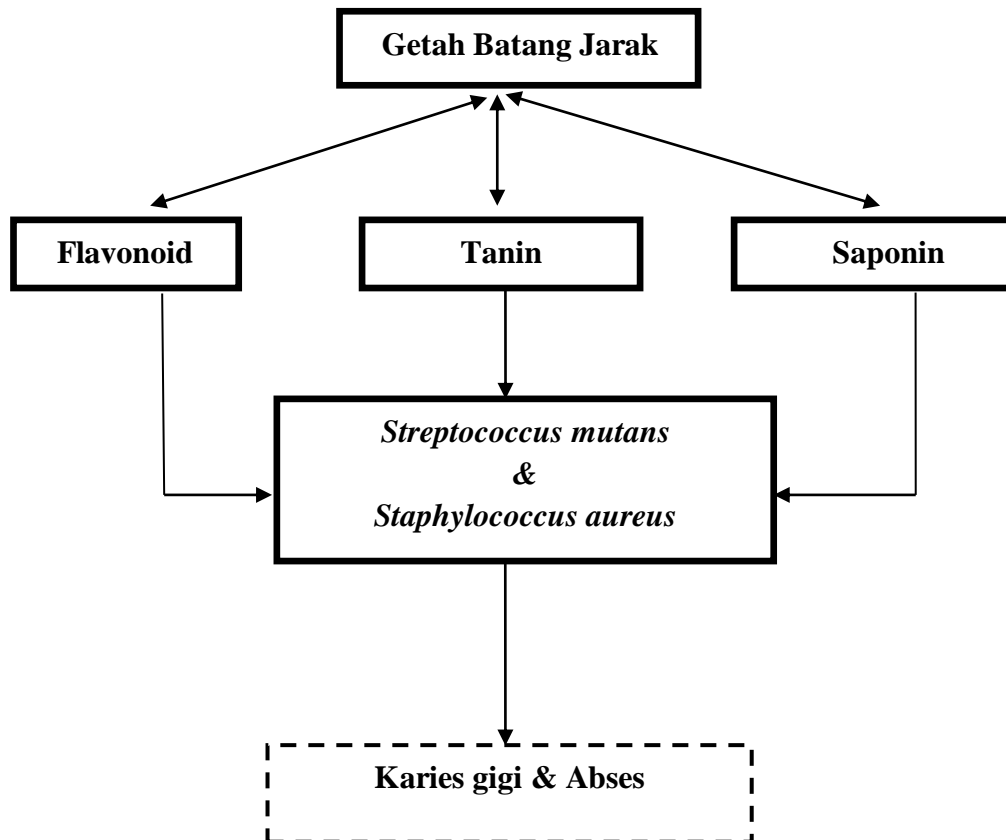 Getah Batang Jarak
Flavonoid
Tanin
Saponin
Streptococcus mutans
&
Staphylococcus aureus
Karies gigi & Abses